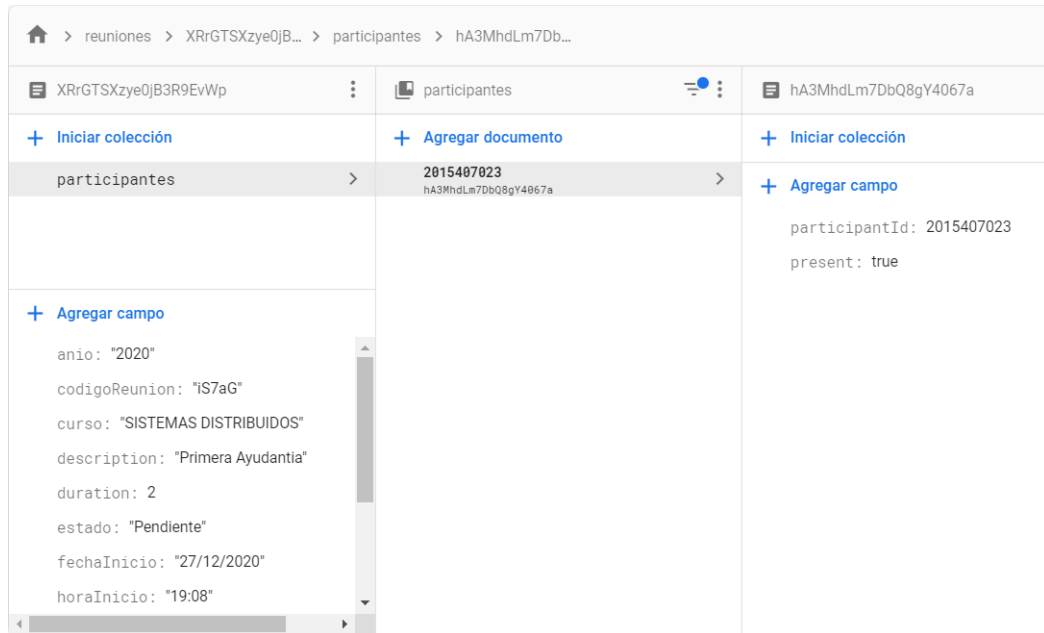 reuniones > XRrGTSXzye0jB... > participantes > hA3MhdLm7Db...
XRrGTSXzye0jB3R9EvWp
Iniciar colección
participantes
Agregar campo
anio: "2020"
codigoReunion: "iS7aG"
curso: "SISTEMAS DISTRIBUIDOS"
description: "Primera Ayudantia"
duration: 2
estado: "Pendiente"
fechaInicio: "27/12/2020"
horaInicio: "19:08"
participantes
Agregar documento
2015407023
hA3MhdLm7DbQ8gY4067a
hA3MhdLm7DbQ8gY4067a
Iniciar colección
Agregar campo
participantId: 2015407023
present: true